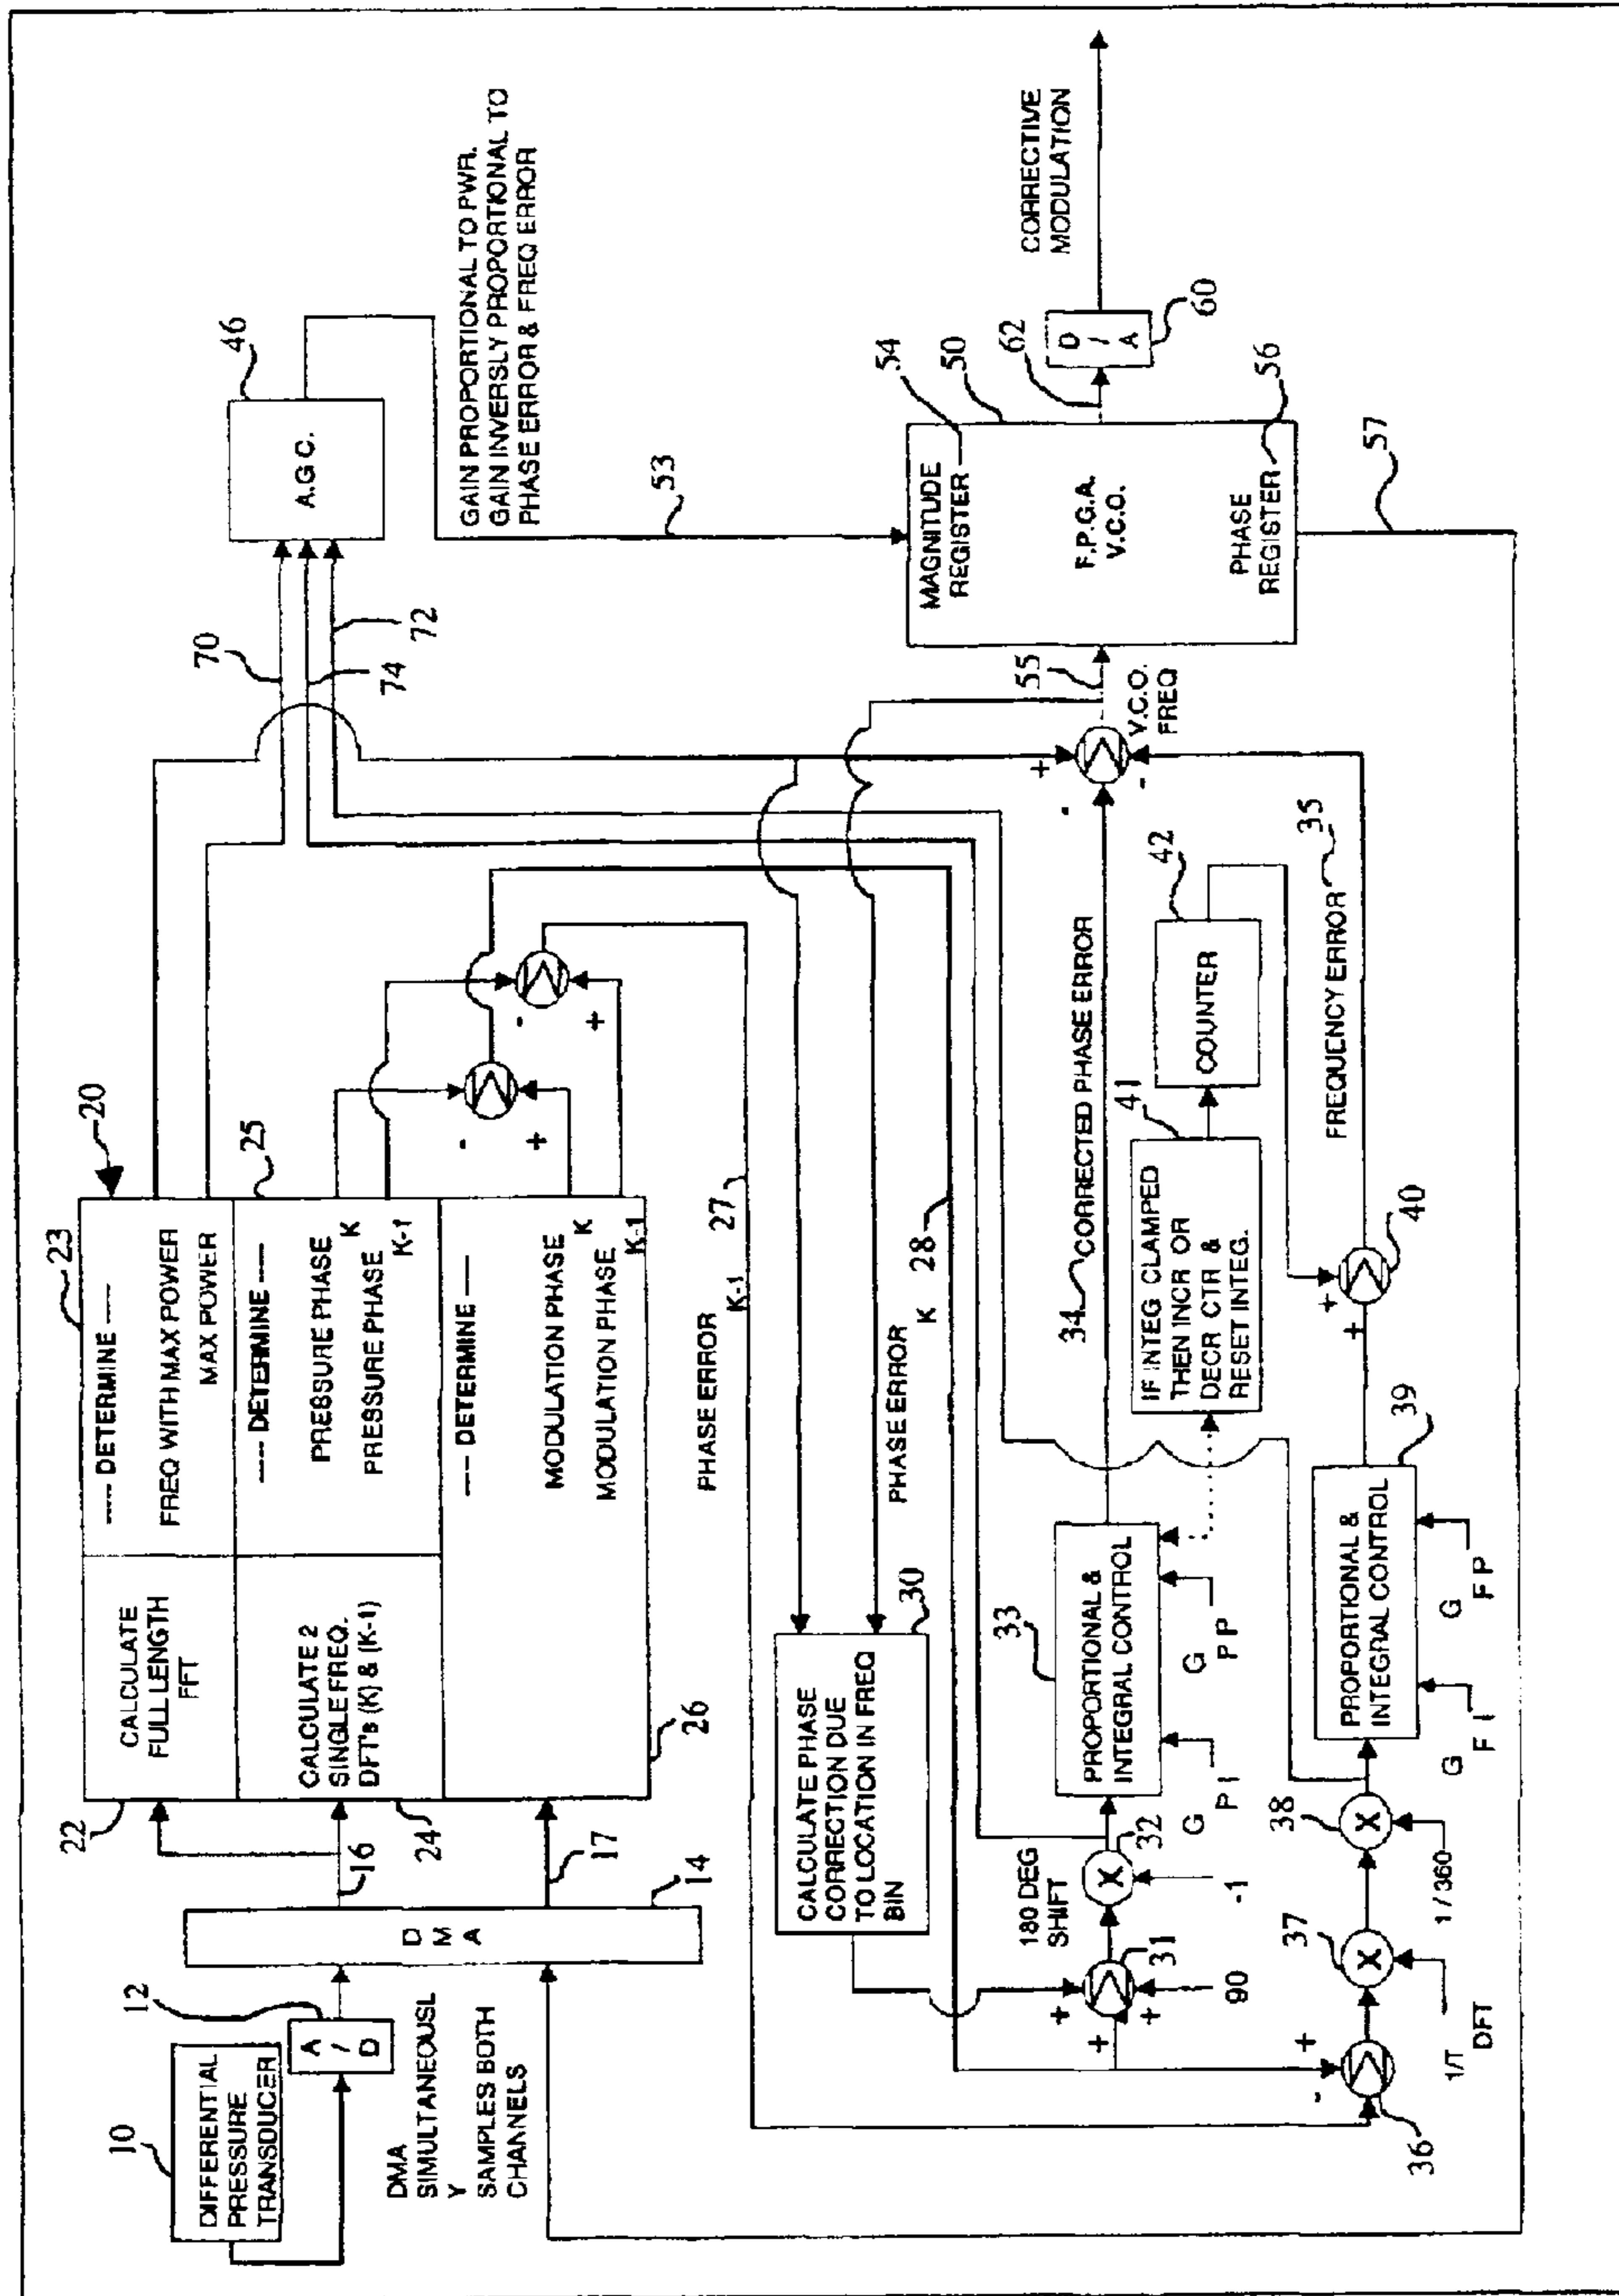 10
DIFFERENTIAL
PRESSURE
TRANSDUCER
12
A
/
D
DMA
SIMULTANEOUSL
Y
SAMPLES BOTH
CHANNELS
D
M
A
14
16
17
20
22
CALCULATE
FULL LENGTH
FFT
23
---- DETERMINE ----
FREQ WITH MAX POWER
MAX POWER
24
CALCULATE 2
SINGLE FREQ.
DFT's (K) & (K-1)
25
---- DETERMINE ----
PRESSURE PHASE
K
PRESSURE PHASE
K-1
26
---- DETERMINE ----
MODULATION PHASE
K
MODULATION PHASE
K-1
-
+
-
+
70
74
72
46
A.G.C.
GAIN PROPORTIONAL TO PWR.
GAIN INVERSLY PROPORTIONAL TO
PHASE ERROR & FREQ ERROR
53
PHASE ERROR
K-1
27
PHASE ERROR
K
28
30
CALCULATE PHASE
CORRECTION DUE
TO LOCATION IN FREQ
BIN
180 DEG
SHIFT
+
+
+
31
90
X
32
-1
33
PROPORTIONAL &
INTEGRAL CONTROL
G
P I
G
P P
34
CORRECTED PHASE ERROR
41
IF INTEG CLAMPED
THEN INCR OR
DECR CTR &
RESET INTEG.
42
COUNTER
FREQUENCY ERROR
35
-
+
36
X
37
1/T
DFT
X
38
1 / 360
39
PROPORTIONAL &
INTEGRAL CONTROL
G
F I
G
F P
+
+
40
+
-
-
V.C.O.
FREQ
55
MAGNITUDE
REGISTER
54
F.P.G.A.
V.C.O.
50
PHASE
REGISTER
56
57
62
D
/
A
60
CORRECTIVE
MODULATION